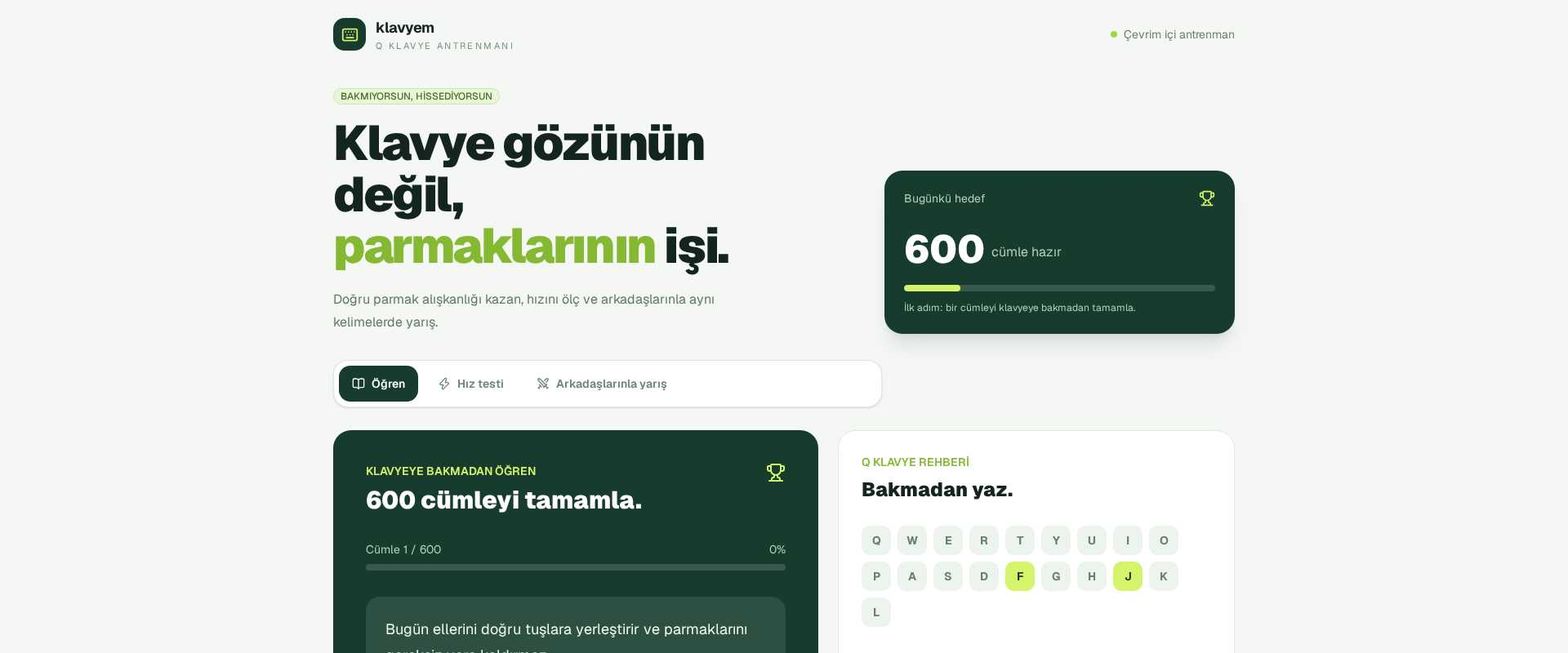 klavyem
Q KLAVYE ANTRENMANI
Çevrim içi antrenman
BAKMIYORSUN, HİSSEDİYORSUN
Klavye gözünün
değil,
parmaklarının işi.
Doğru parmak alışkanlığı kazan, hızını ölç ve arkadaşlarınla aynı
kelimelerde yarış.
Bugünkü hedef
600 cümle hazır
İlk adım: bir cümleyi klavyeye bakmadan tamamla.
Öğren
Hız testi
Arkadaşlarınla yarış
KLAVYEYE BAKMADAN ÖĞREN
600 cümleyi tamamla.
Cümle 1 / 600
0%
Bugün ellerini doğru tuşlara yerleştirir ve parmaklarını
Q KLAVYE REHBERİ
Bakmadan yaz.
Q W E R T Y U I O
P A S D F G H J K
L